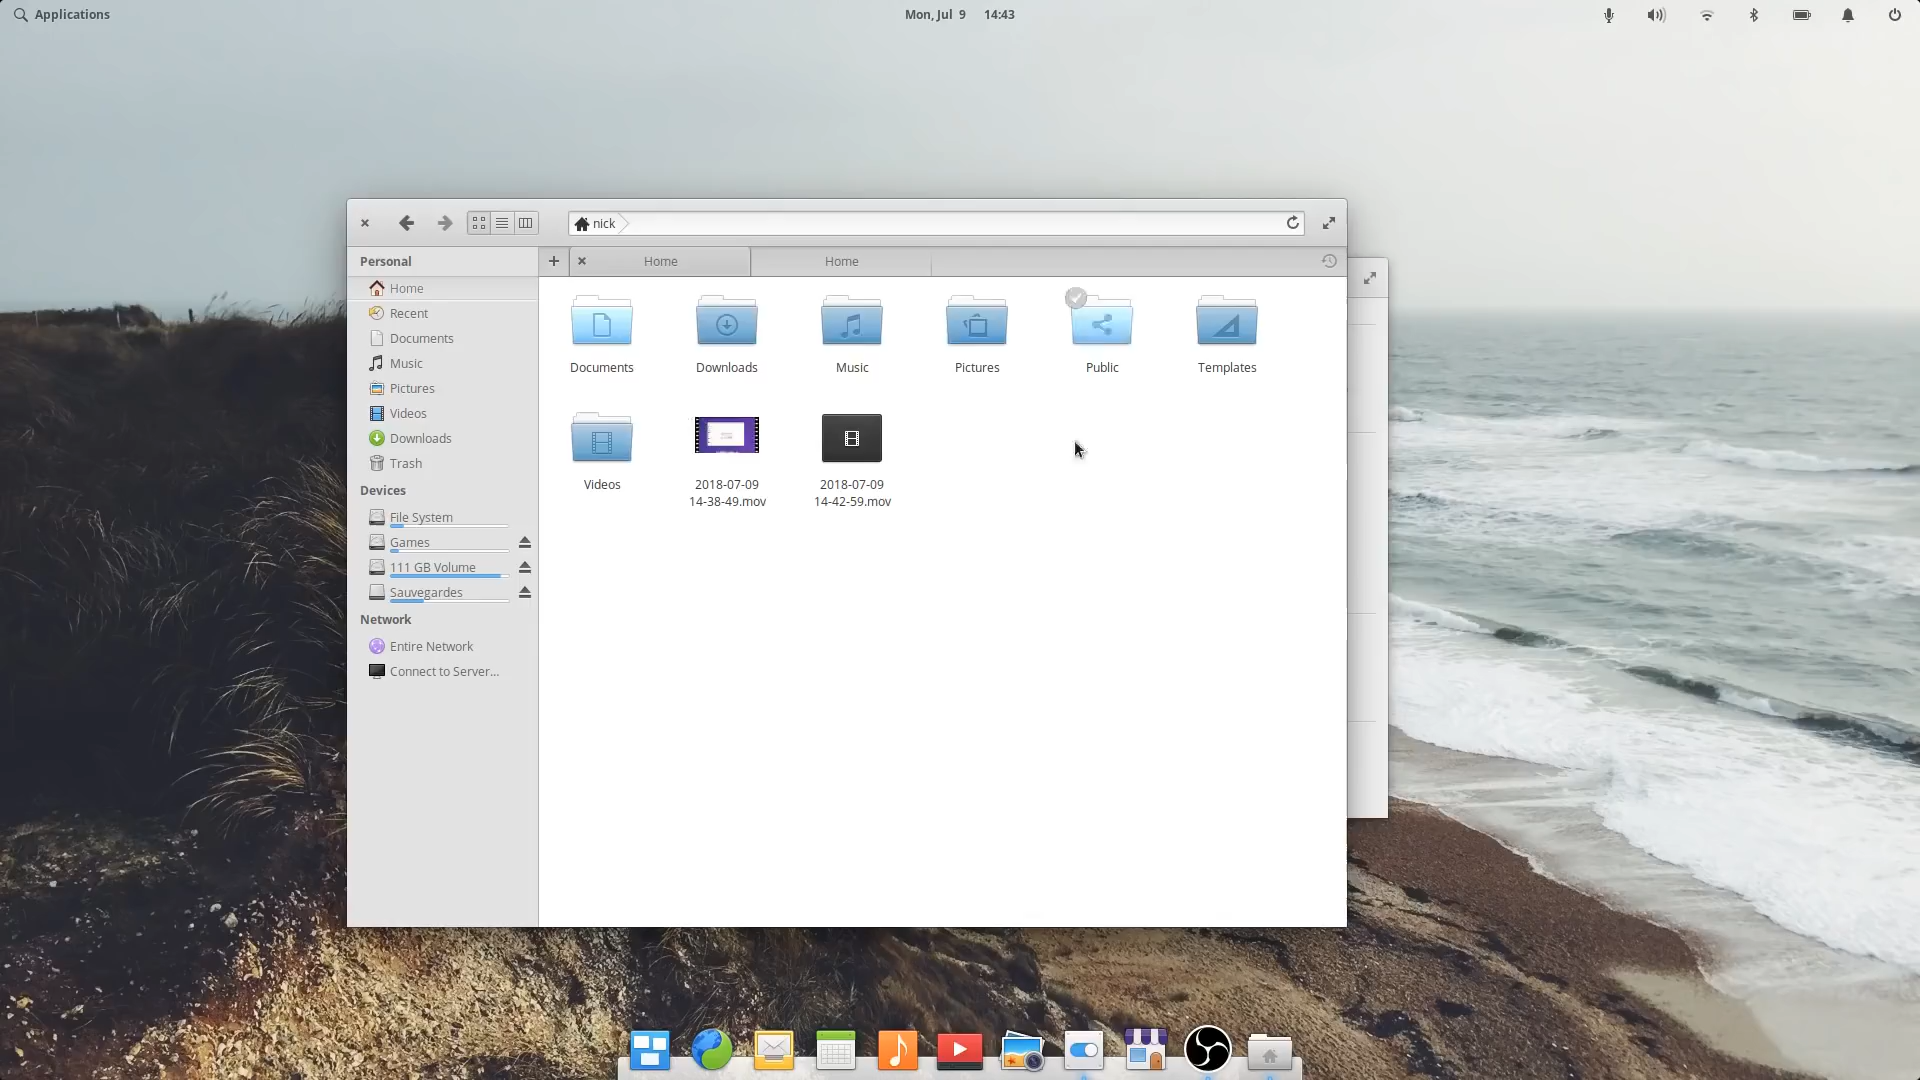 Applications
Mon, Jul 9 14:43
nick
Personal
Home
Home
Home
Recent
Documents
Music
Pictures
Videos
Downloads
Trash
Devices
File System
Games
111 GB Volume
Sauvegardes
Network
Entire Network
Connect to Server...
Documents
Downloads
Music
Pictures
Public
Templates
Videos
2018-07-09
14-38-49.mov
2018-07-09
14-42-59.mov